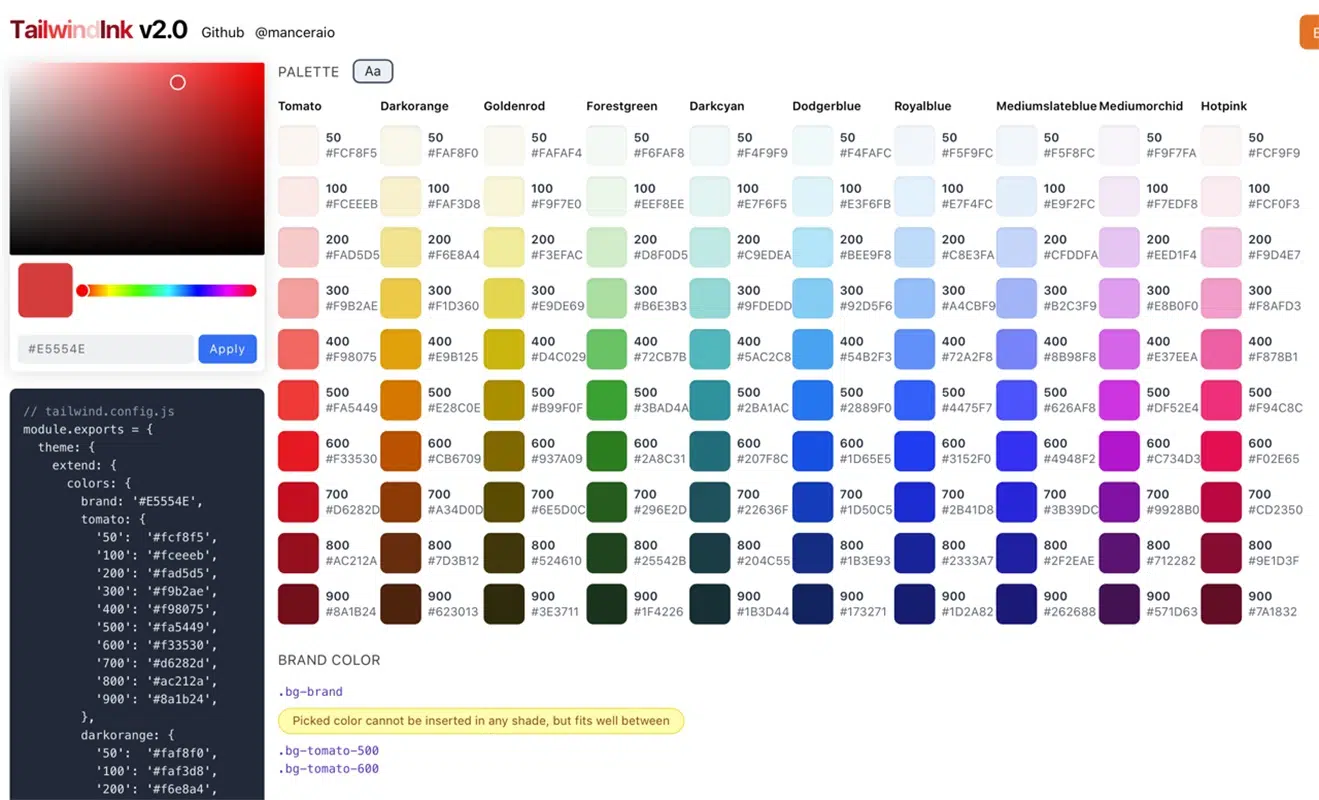 TailwindInk v2.0 Github @manceraio
#E5554E
Apply
// tailwind.config.js
module.exports = {
theme: {
extend: {
colors: {
brand: '#E5554E',
tomato: {
'50': '#fcf8f5',
'100': '#fceeeb',
'200': '#fad5d5',
'300': '#f9b2ae',
'400': '#f98075',
'500': '#fa5449',
'600': '#f33530',
'700': '#d6282d',
'800': '#ac212a',
'900': '#8a1b24',
},
darkorange: {
'50': '#faf8f0',
'100': '#faf3d8',
'200': '#f6e8a4',
PALETTE Aa
Tomato Darkorange Goldenrod Forestgreen Darkcyan Dodgerblue Royalblue Mediumslateblue Mediumorchid Hotpink
50 50 50 50 50 50 50 50 50 50
#FCF8F5 #FAF8F0 #FAFAF4 #F6FAF8 #F4F9F9 #F4FAFC #F5F9FC #F5F8FC #F9F7FA #FCF9F9
100 100 100 100 100 100 100 100 100 100
#FCEEEB #FAF3D8 #F9F7E0 #EEF8EE #E7F6F5 #E3F6FB #E7F4FC #E9F2FC #F7EDF8 #FCF0F3
200 200 200 200 200 200 200 200 200 200
#FAD5D5 #F6E8A4 #F3EFAC #D8F0D5 #C9EDEA #BEE9F8 #C8E3FA #CFDDFA #EED1F4 #F9D4E7
300 300 300 300 300 300 300 300 300 300
#F9B2AE #F1D360 #E9DE69 #B6E3B3 #9FDEDD #92D5F6 #A4CBF9 #B2C3F9 #E8B0F0 #F8AFD3
400 400 400 400 400 400 400 400 400 400
#F98075 #E9B125 #D4C029 #72CB7B #5AC2C8 #54B2F3 #72A2F8 #8B98F8 #E37EEA #F878B1
500 500 500 500 500 500 500 500 500 500
#FA5449 #E28C0E #B99F0F #3BAD4A #2BA1AC #2889F0 #4475F7 #626AF8 #DF52E4 #F94C8C
600 600 600 600 600 600 600 600 600 600
#F33530 #CB6709 #937A09 #2A8C31 #207F8C #1D65E5 #3152F0 #4948F2 #C734D3 #F02E65
700 700 700 700 700 700 700 700 700 700
#D6282D #A34D0D #6E5D0C #296E2D #22636F #1D50C5 #2B41D8 #3B39DC #9928B0 #CD2350
800 800 800 800 800 800 800 800 800 800
#AC212A #7D3B12 #524610 #25542B #204C55 #1B3E93 #2333A7 #2F2EAE #712282 #9E1D3F
900 900 900 900 900 900 900 900 900 900
#8A1B24 #623013 #3E3711 #1F4226 #1B3D44 #173271 #1D2A82 #262688 #571D63 #7A1832
BRAND COLOR
.bg-brand
Picked color cannot be inserted in any shade, but fits well between
.bg-tomato-500
.bg-tomato-600